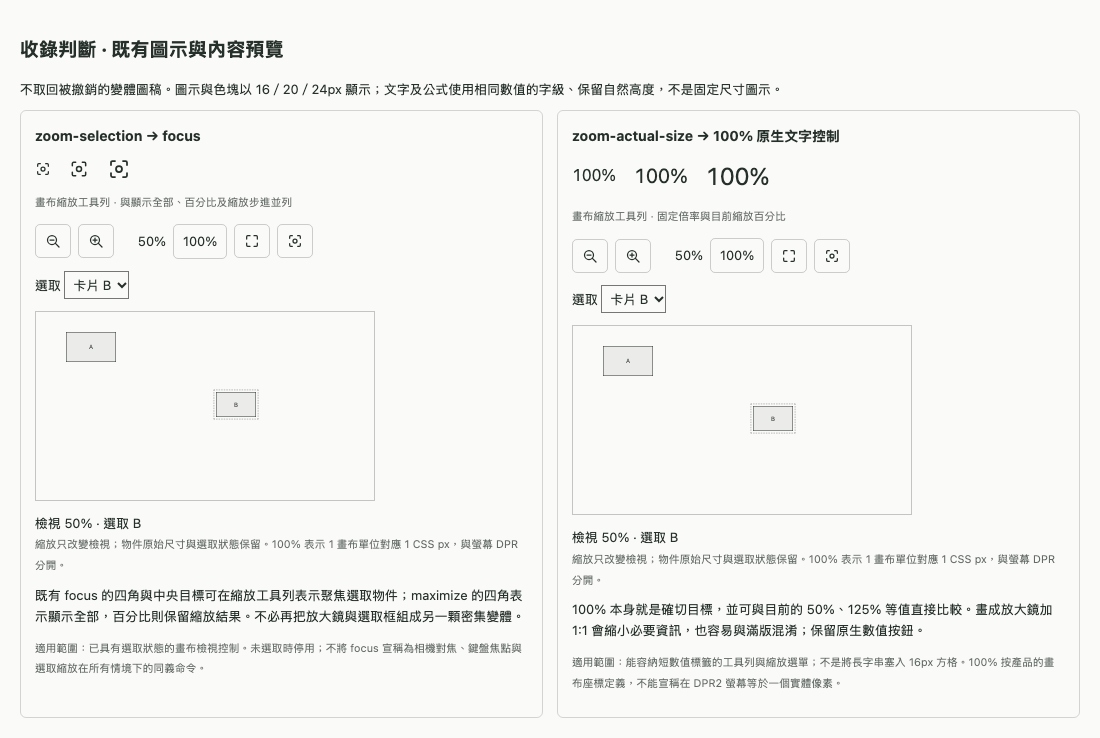 收錄判斷 · 既有圖示與內容預覽
不取回被撤銷的變體圖稿。圖示與色塊以 16 / 20 / 24px 顯示；文字及公式使用相同數值的字級、保留自然高度，不是固定尺寸圖示。
zoom-selection → focus
畫布縮放工具列 · 與顯示全部、百分比及縮放步進並列
50% 100%
選取 卡片 B
A
B
檢視 50% · 選取 B
縮放只改變檢視；物件原始尺寸與選取狀態保留。100% 表示 1 畫布單位對應 1 CSS px，與螢幕 DPR
分開。
既有 focus 的四角與中央目標可在縮放工具列表示聚焦選取物件；maximize 的四角表
示顯示全部，百分比則保留縮放結果。不必再把放大鏡與選取框組成另一顆密集變體。
適用範圍：已具有選取狀態的畫布檢視控制。未選取時停用；不將 focus 宣稱為相機對焦、鍵盤焦點與
選取縮放在所有情境下的同義命令。
zoom-actual-size → 100% 原生文字控制
100% 100% 100%
畫布縮放工具列 · 固定倍率與目前縮放百分比
50% 100%
選取 卡片 B
A
B
檢視 50% · 選取 B
縮放只改變檢視；物件原始尺寸與選取狀態保留。100% 表示 1 畫布單位對應 1 CSS px，與螢幕 DPR
分開。
100% 本身就是確切目標，並可與目前的 50%、125% 等值直接比較。畫成放大鏡加
1:1 會縮小必要資訊，也容易與滿版混淆；保留原生數值按鈕。
適用範圍：能容納短數值標籤的工具列與縮放選單；不是將長字串塞入 16px 方格。100% 按產品的畫
布座標定義，不能宣稱在 DPR2 螢幕等於一個實體像素。